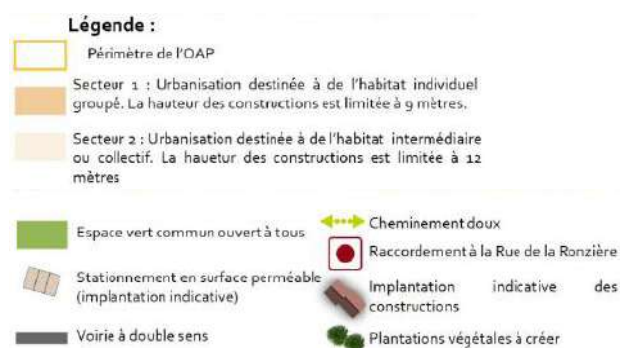 Légende :
Périmètre de l'OAP
Secteur 1 : Urbanisation destinée à de l'habitat individuel
groupé. La hauteur des constructions est limitée à 9 mètres.
Secteur 2 : Urbanisation destinée à de l'habitat intermédiaire
ou collectif. La hauetur des constructions est limitée à 12
mètres
Espace vert commun ouvert à tous
Stationnement en surface perméable
(implantation indicative)
Voirie à double sens
Cheminement doux
Raccordement à la Rue de la Ronzière
Implantation indicative des
constructions
Plantations végétales à créer